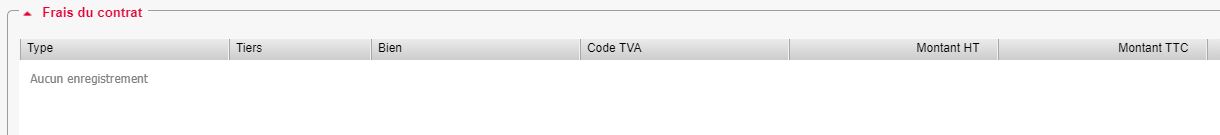 Frais du contrat
Type Tiers Bien Code TVA Montant HT Montant TTC
Aucun enregistrement